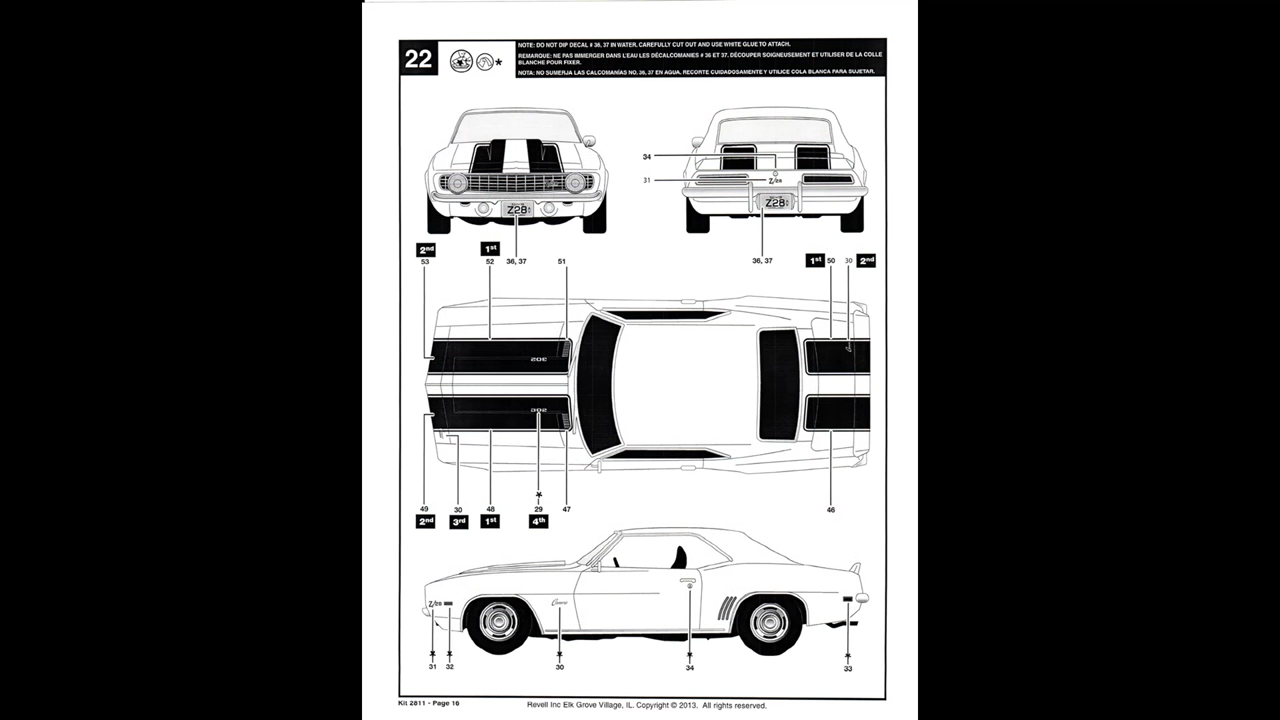 22
NOTE: DO NOT DIP DECAL # 36, 37 IN WATER. CAREFULLY CUT OUT AND USE WHITE GLUE TO ATTACH.
REMARQUE: NE PAS IMMERGER DANS L'EAU LES DÉCALCOMANIES # 36 ET 37. DÉCOUPER SOIGNEUSEMENT ET UTILISER DE LA COLLE
BLANCHE POUR FIXER.
NOTA: NO SUMERJA LAS CALCOMANÍAS NO. 36, 37 EN AGUA. RECORTE CUIDADOSAMENTE Y UTILICE COLA BLANCA PARA SUJETAR.
*
34
31
Z/28
Z28
Z28
2nd
1st
53
52
36, 37
51
36, 37
1st
50
30
2nd
302
302
49
30
48
29
47
46
2nd
3rd
1st
4th
Z/28
Camaro
31
32
30
34
33
Kit 2811 - Page 16
Revell Inc Elk Grove Village, IL. Copyright © 2013. All rights reserved.